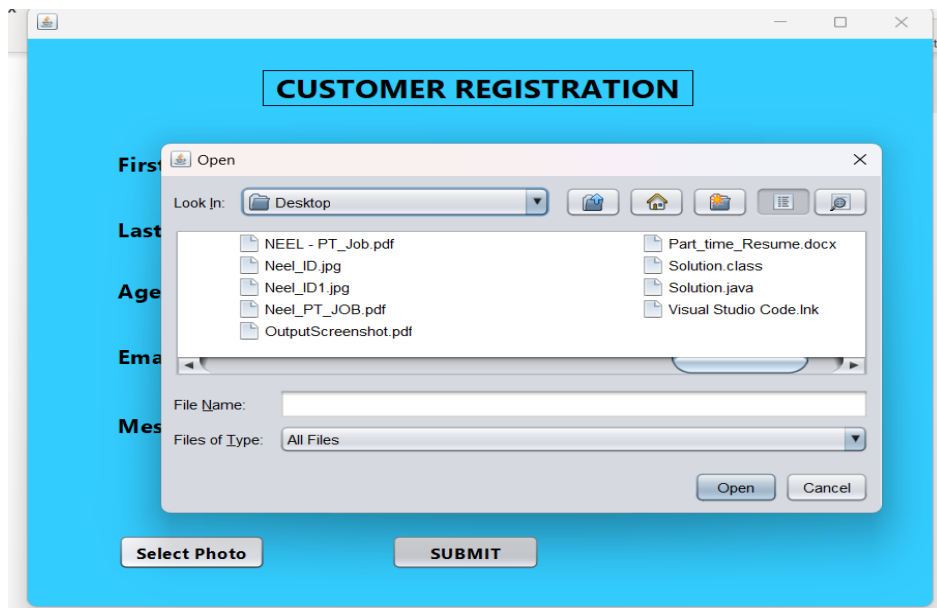 CUSTOMER REGISTRATION
First
Open
Look In: Desktop
Last
NEEL - PT_Job.pdf
Part_time_Resume.docx
Neel_ID.jpg
Solution.class
Age
Neel_ID1.jpg
Solution.java
Neel_PT_JOB.pdf
Visual Studio Code.lnk
OutputScreenshot.pdf
Ema
File Name:
Mes
Files of Type: All Files
Open Cancel
Select Photo SUBMIT